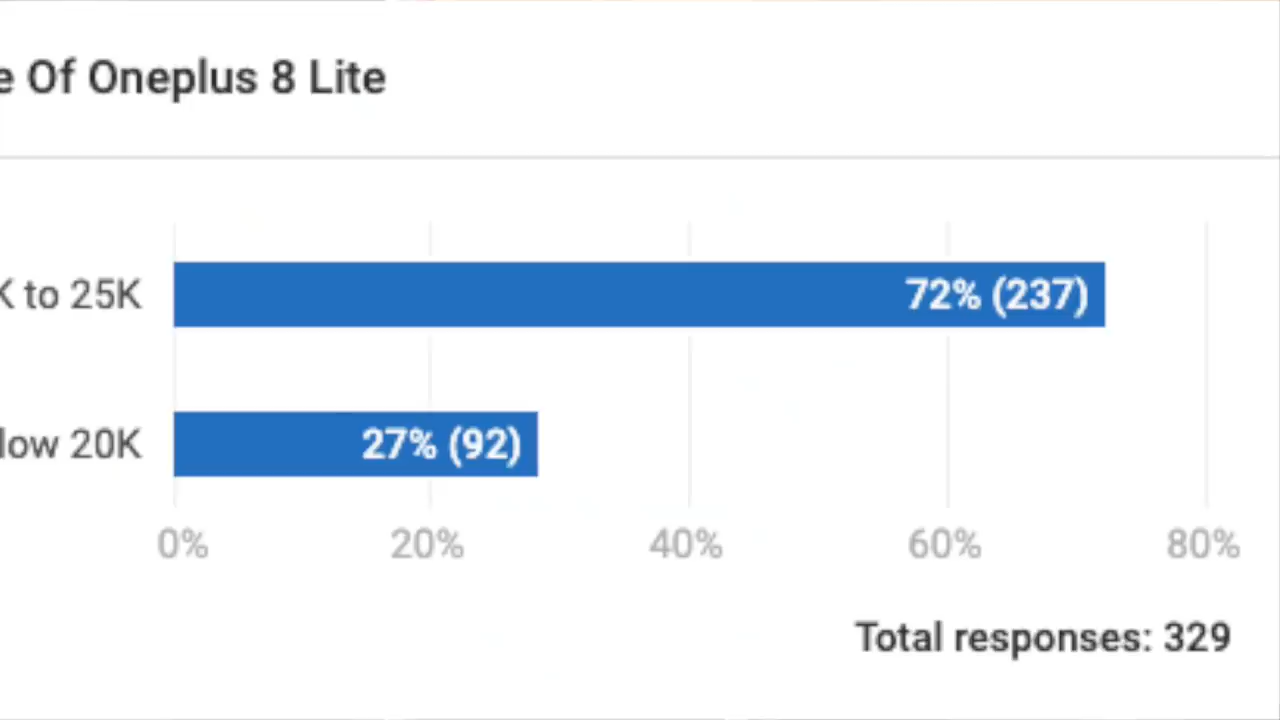 e Of Oneplus 8 Lite
K to 25K
72% (237)
low 20K
27% (92)
0% 20% 40% 60% 80%
Total responses: 329